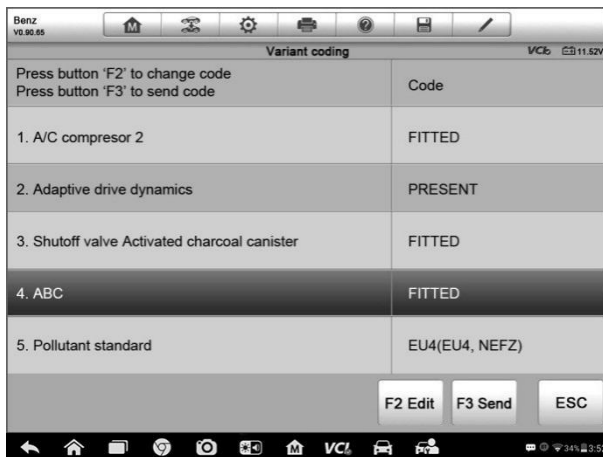 Benz
V0.90.65
Variant coding
VCI 11.52V
Press button 'F2' to change code
Press button 'F3' to send code
Code
1. A/C compresor 2
FITTED
2. Adaptive drive dynamics
PRESENT
3. Shutoff valve Activated charcoal canister
FITTED
4. ABC
FITTED
5. Pollutant standard
EU4(EU4, NEFZ)
F2 Edit
F3 Send
ESC
VCI
34%